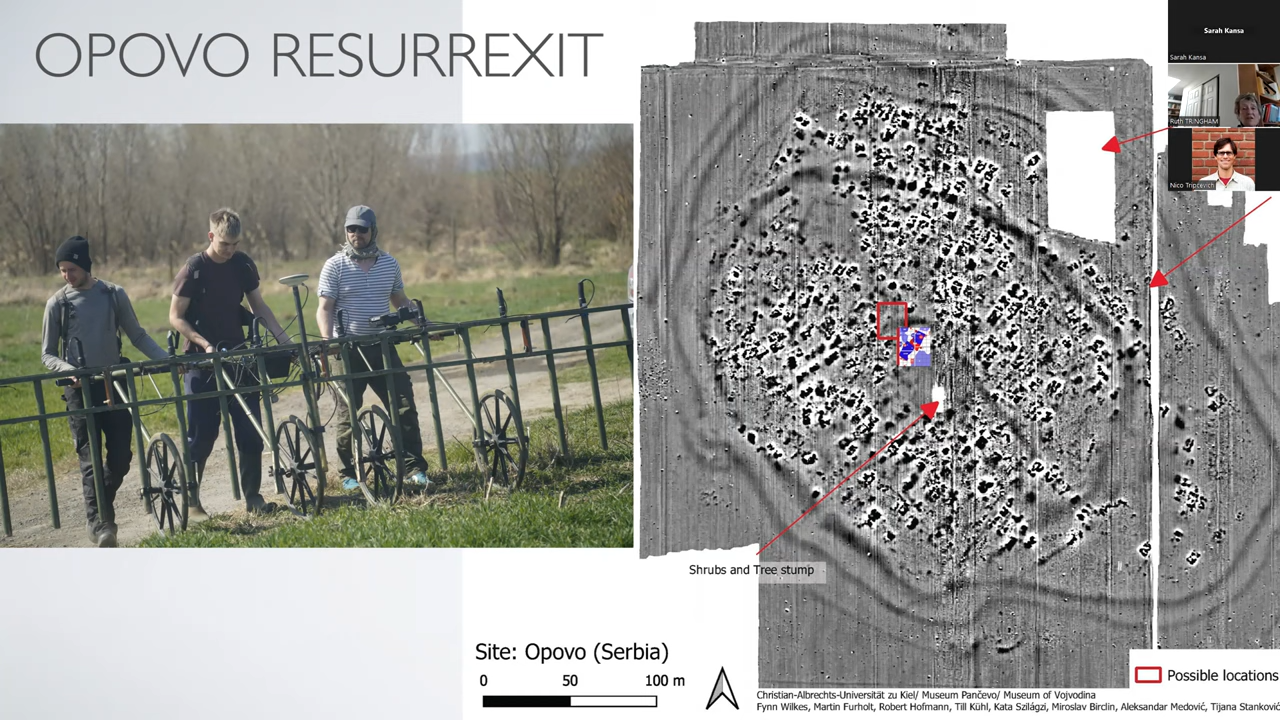 OPOVO RESURREXIT
Sarah Kansa
Sarah Kansa
Ruth TRINGHAM
Nico Tripcevich
Shrubs and Tree stump
Site: Opovo (Serbia)
0 50 100 m
Possible locations
Christian-Albrechts-Universität zu Kiel/ Museum Pančevo/ Museum of Vojvodina
Fynn Wilkes, Martin Furholt, Robert Hofmann, Till Kühl, Kata Szilágzi, Miroslav Birclin, Aleksandar Medović, Tijana Stanković